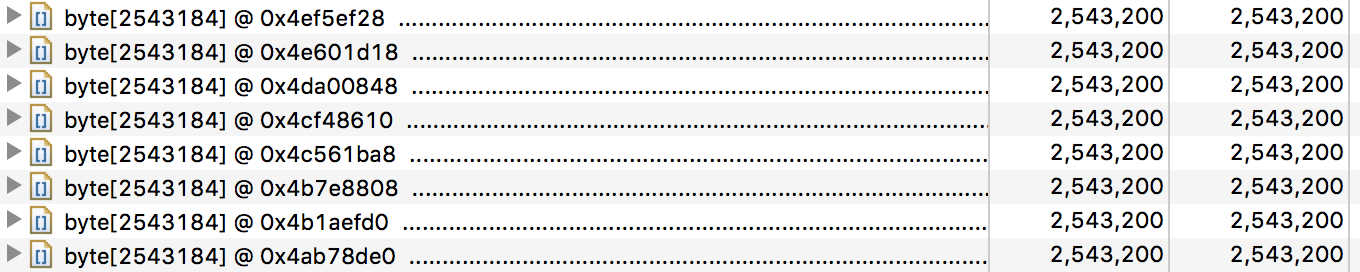 byte[2543184] @ 0x4ef5ef28 ........................................ 2,543,200 2,543,200
byte[2543184] @ 0x4e601d18 ........................................ 2,543,200 2,543,200
byte[2543184] @ 0x4da00848 ........................................ 2,543,200 2,543,200
byte[2543184] @ 0x4cf48610 ........................................ 2,543,200 2,543,200
byte[2543184] @ 0x4c561ba8 ........................................ 2,543,200 2,543,200
byte[2543184] @ 0x4b7e8808 ........................................ 2,543,200 2,543,200
byte[2543184] @ 0x4b1aefd0 ........................................ 2,543,200 2,543,200
byte[2543184] @ 0x4ab78de0 ........................................ 2,543,200 2,543,200